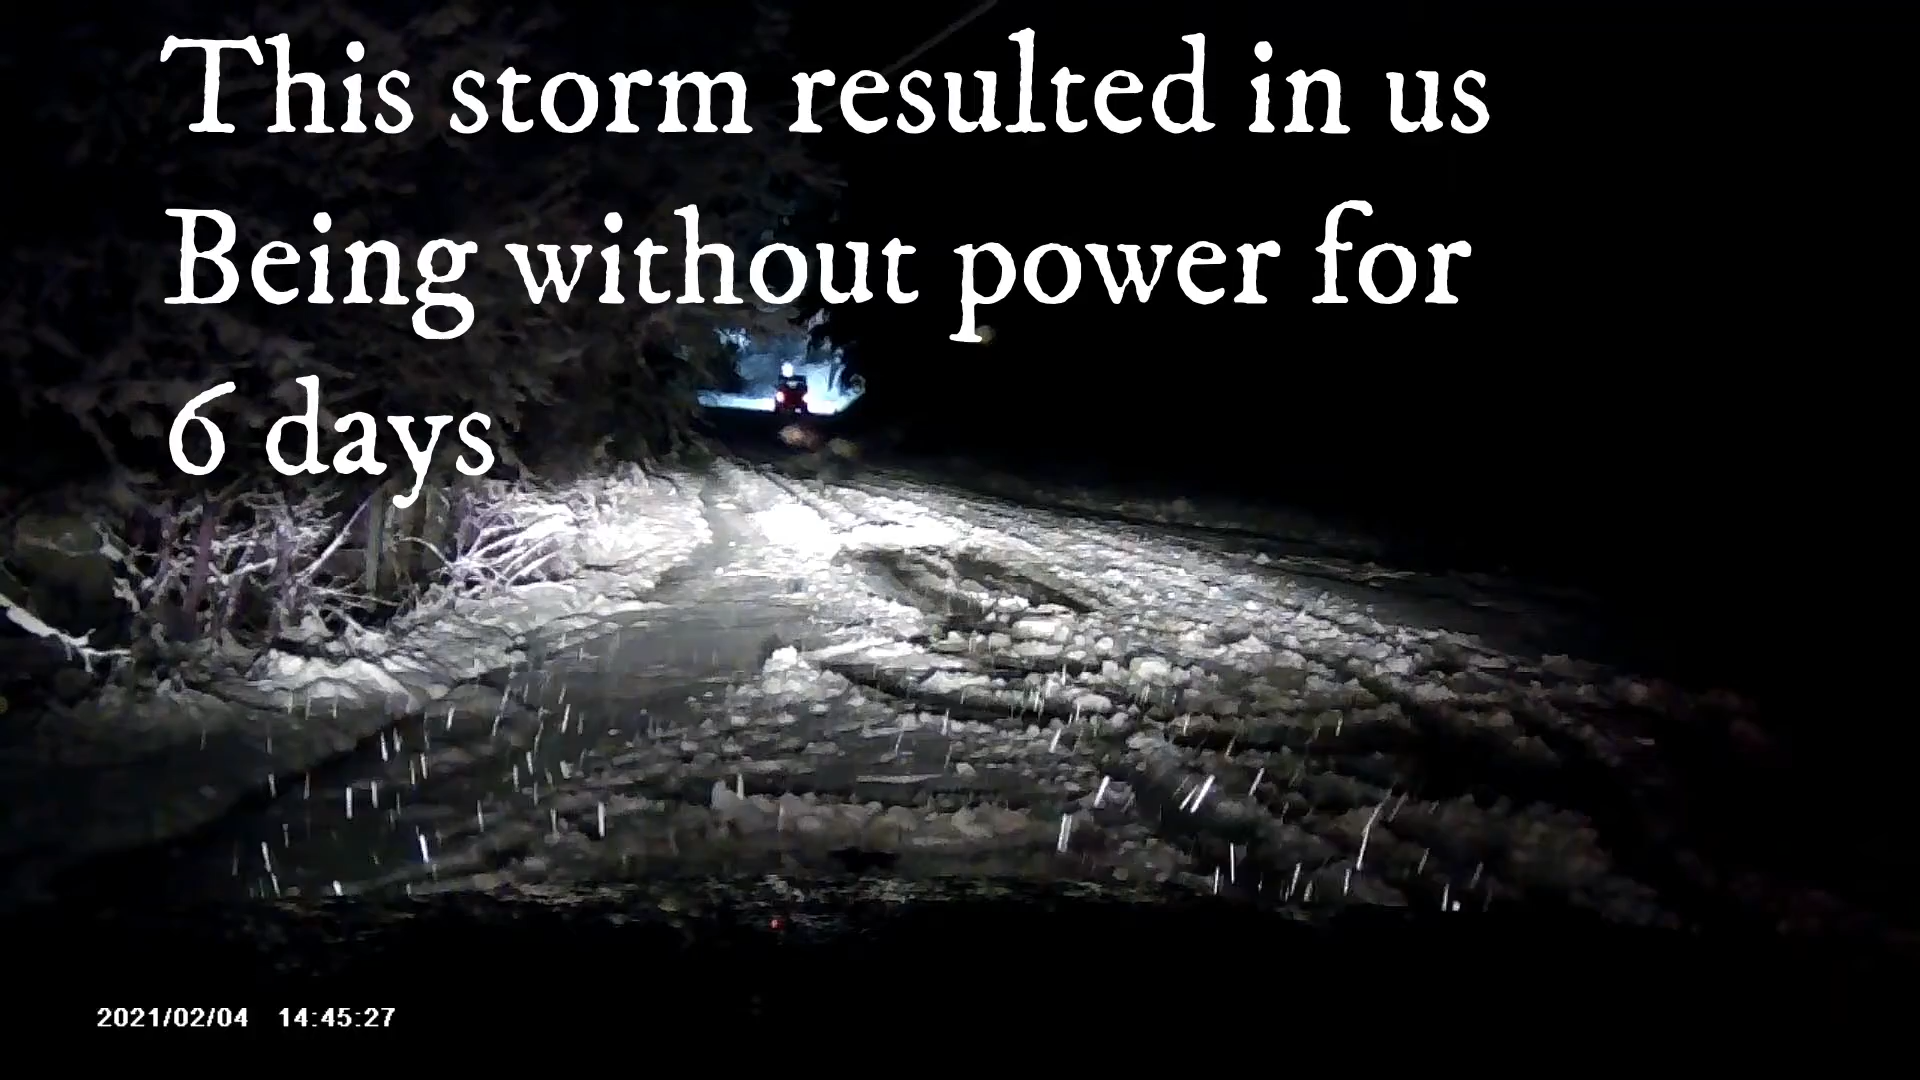 This storm resulted in us
Being without power for
6 days
2021/02/04 14:45:27